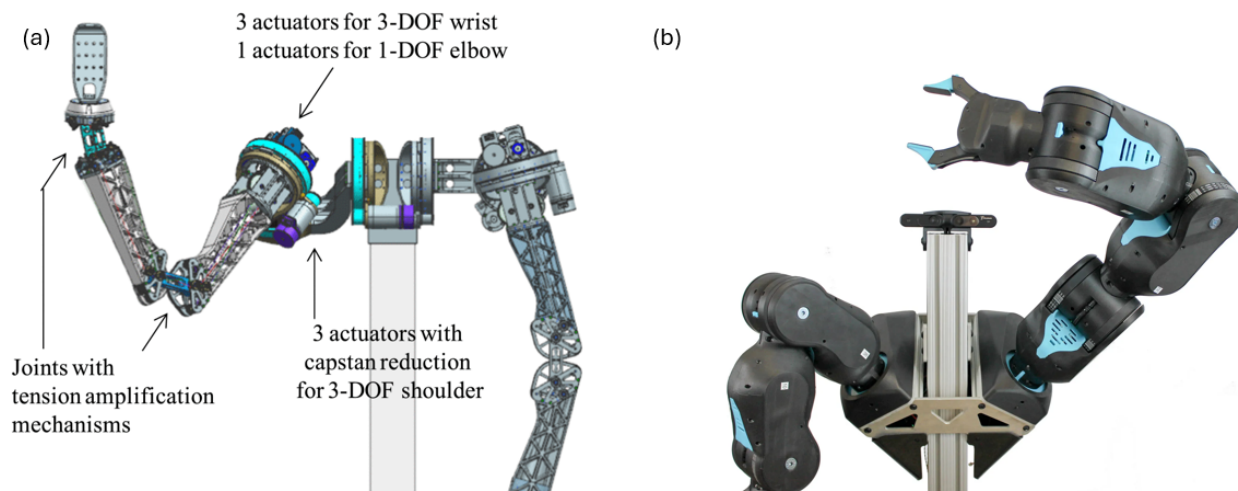 (a)
3 actuators for 3-DOF wrist
1 actuators for 1-DOF elbow
(b)
3 actuators with
capstan reduction
for 3-DOF shoulder
Joints with
tension amplification
mechanisms